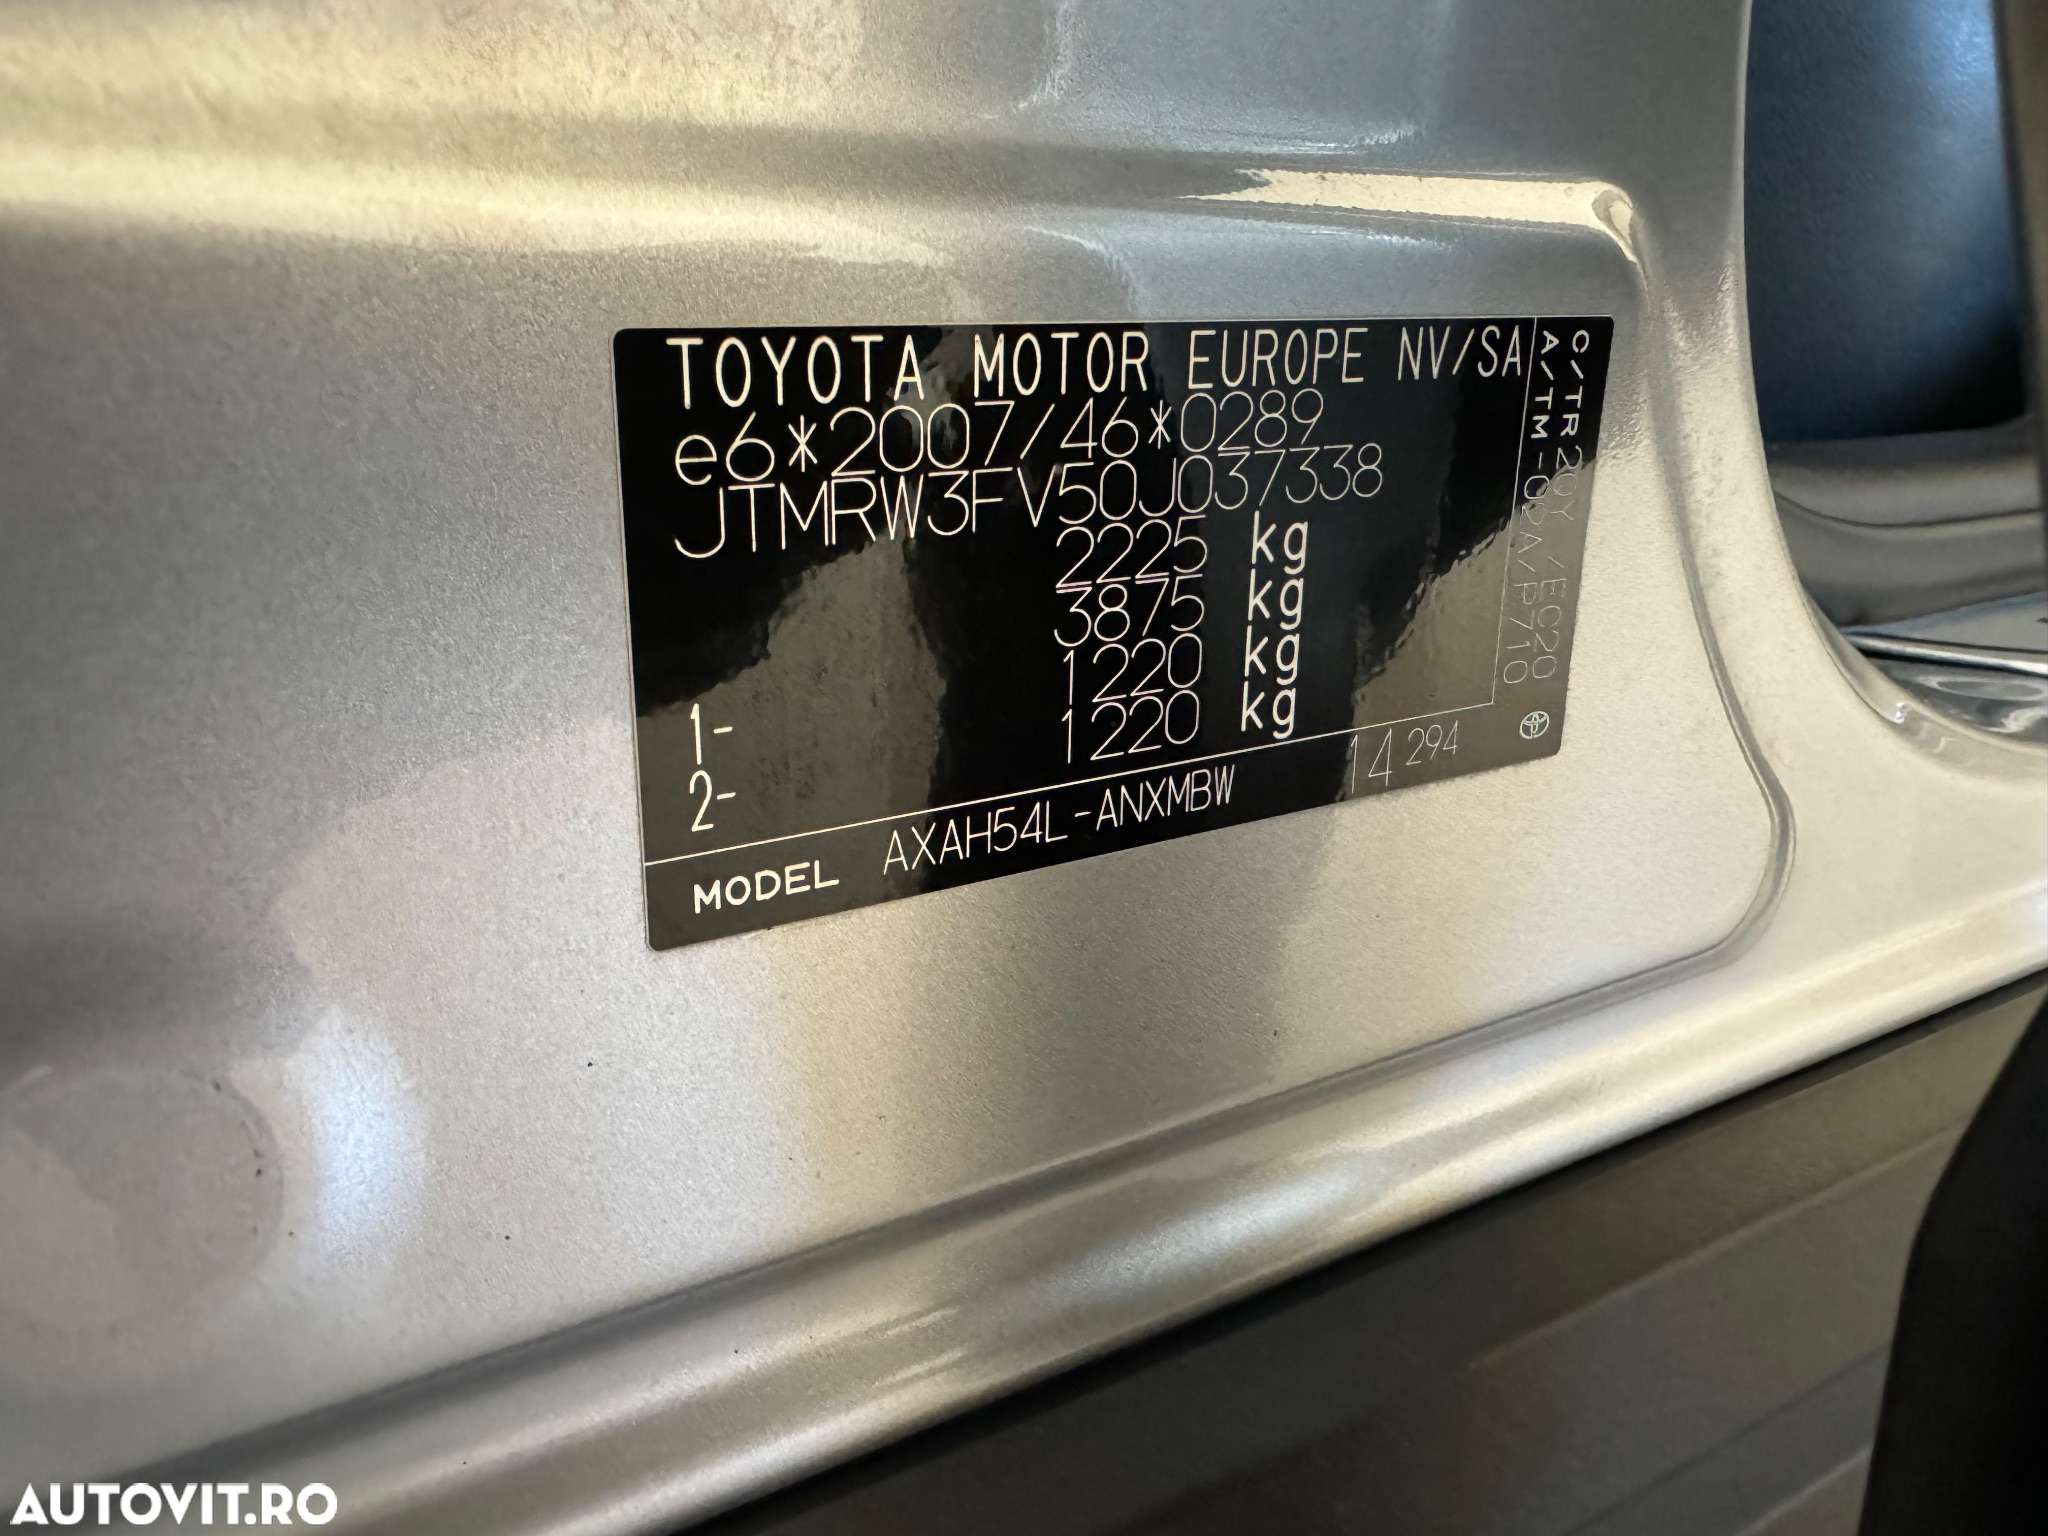 TOYOTA MOTOR EUROPE NV/SA
e6*2007/46*0289
JTMRW3FV50J037338
2225 kg
3875 kg
1- 1220 kg
2- 1220 kg
MODEL AXAH54L-ANXMBW
14 294
C/TR 20Y /EC20
A/TM-02A/P710
AUTOVIT.RO